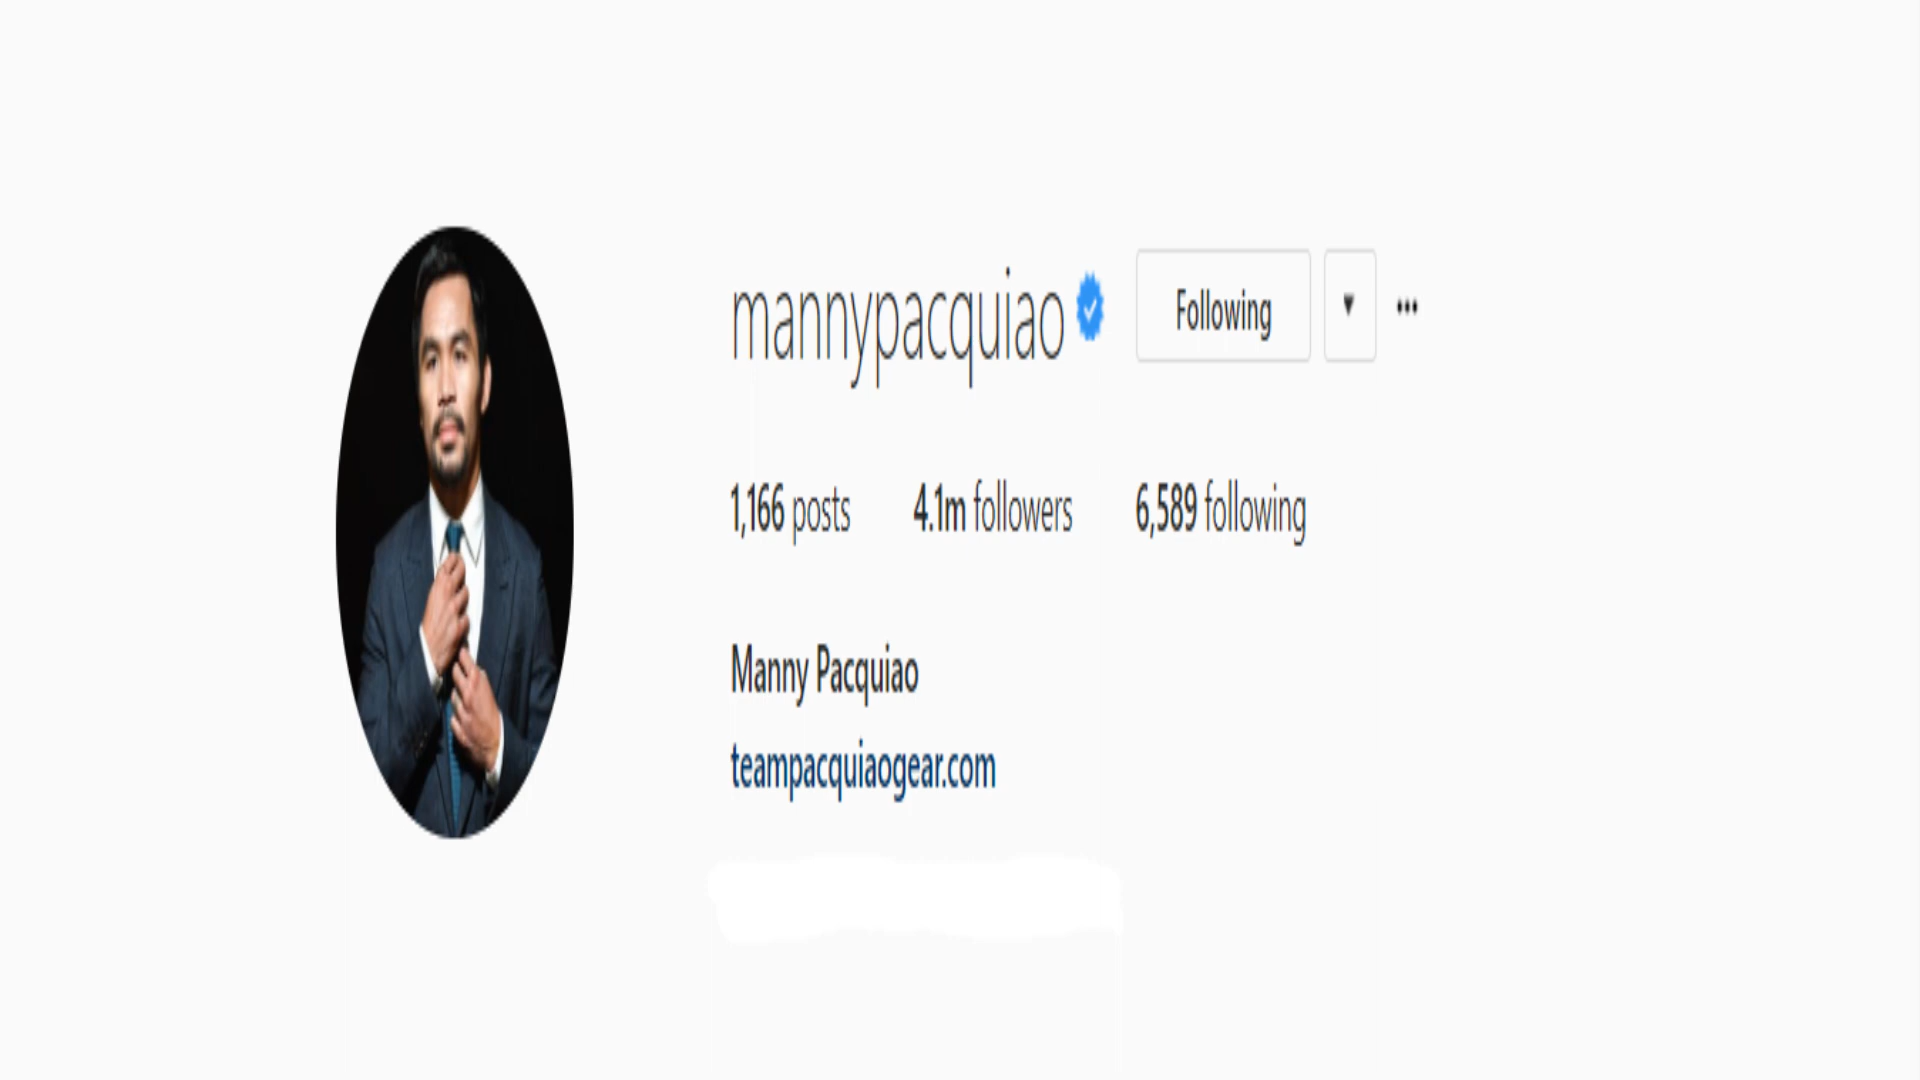 mannypacquiao Following
1,166 posts 4.1m followers 6,589 following
Manny Pacquiao
teampacquiaogear.com